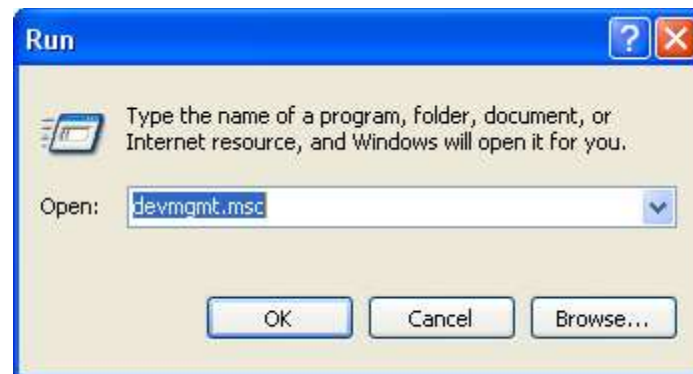 Run
Type the name of a program, folder, document, or
Internet resource, and Windows will open it for you.
Open: devmgmt.msc
OK Cancel Browse...